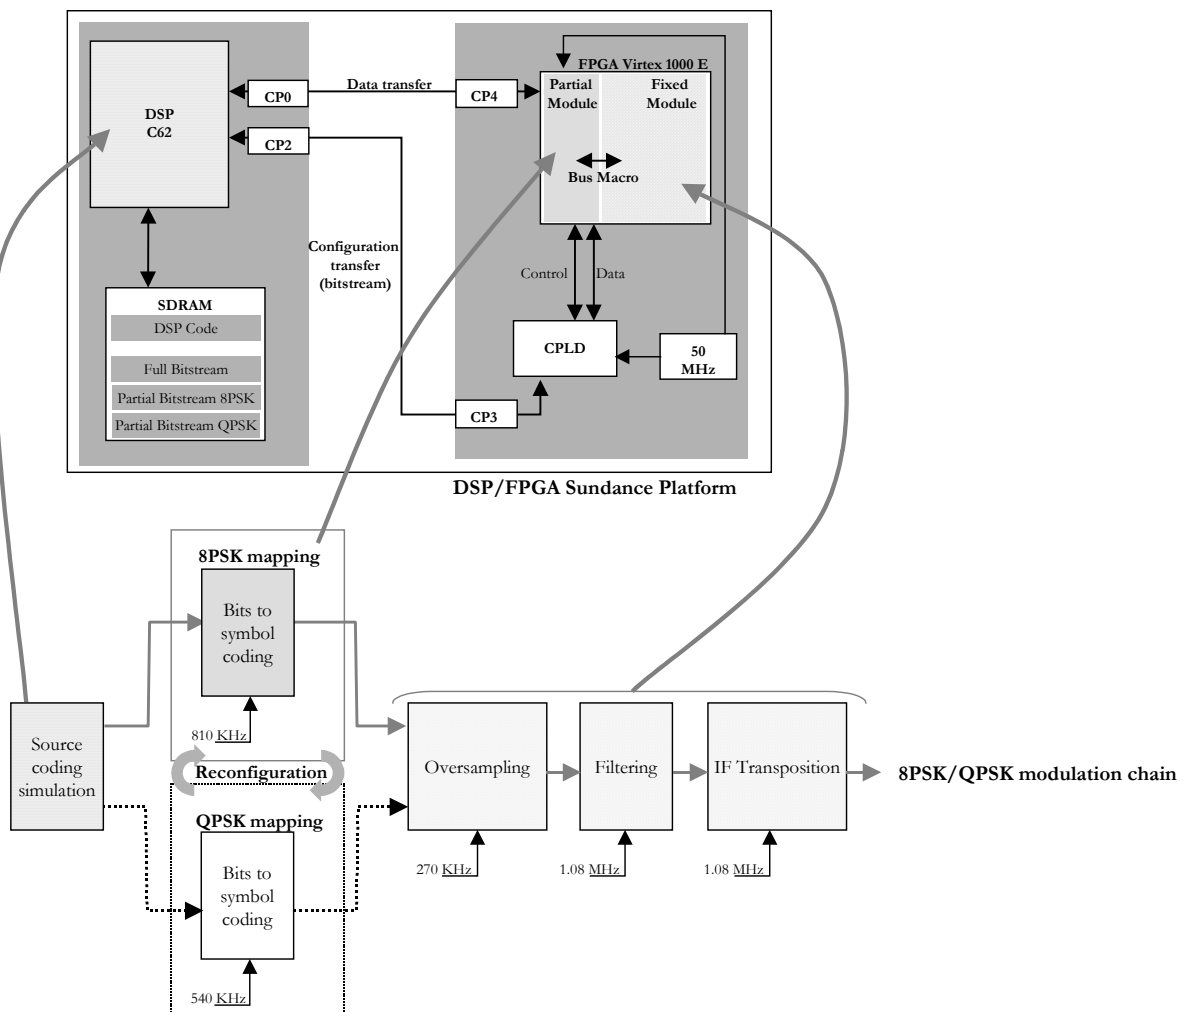 FPGA Virtex 1000 E
DSP
C62
CP0
Data transfer
CP4
Partial
Module
Fixed
Module
CP2
Bus Macro
Configuration
transfer
(bitstream)
Control
Data
SDRAM
DSP Code
Full Bitstream
Partial Bitstream 8PSK
Partial Bitstream QPSK
CPLD
50
MHz
CP3
DSP/FPGA Sundance Platform
8PSK mapping
Bits to
symbol
coding
810 KHz
Source
coding
simulation
Reconfiguration
Oversampling
Filtering
IF Transposition
8PSK/QPSK modulation chain
QPSK mapping
Bits to
symbol
coding
270 KHz
1.08 MHz
1.08 MHz
540 KHz